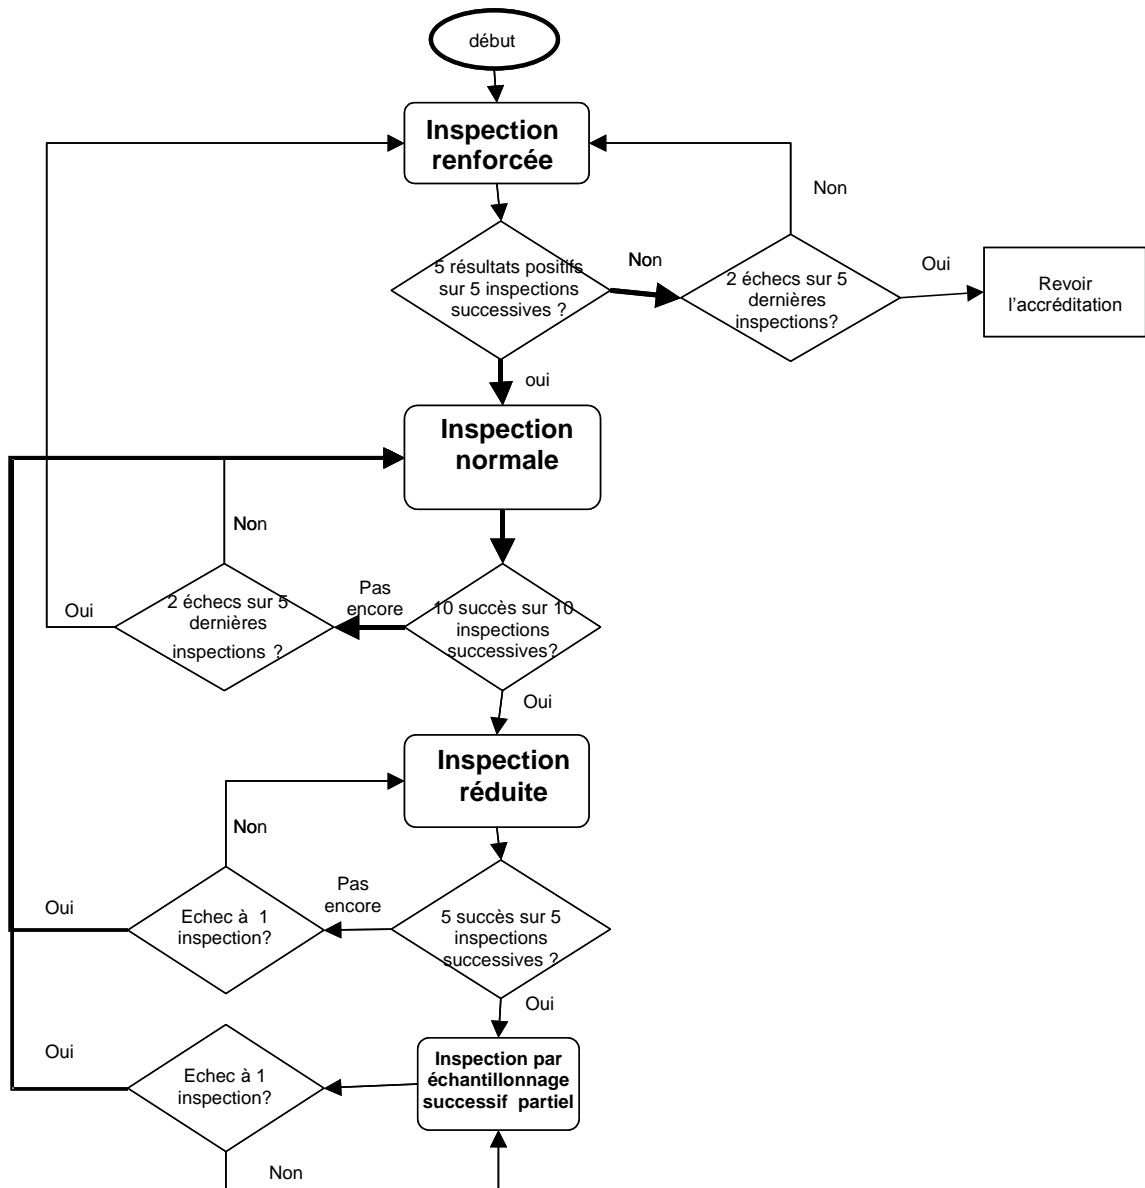 début
Inspection
renforcée
Non
5 résultats positifs
sur 5 inspections
successives ?
Non
2 échecs sur 5
dernières
inspections?
Oui
Revoir
l'accréditation
oui
Inspection
normale
Non
Pas
encore
Oui
2 échecs sur 5
dernières
inspections ?
10 succès sur 10
inspections
successives?
Oui
Inspection
réduite
Non
Pas
encore
Oui
Echec à 1
inspection?
5 succès sur 5
inspections
successives ?
Oui
Oui
Echec à 1
inspection?
Inspection par
échantillonnage
successif partiel
Non